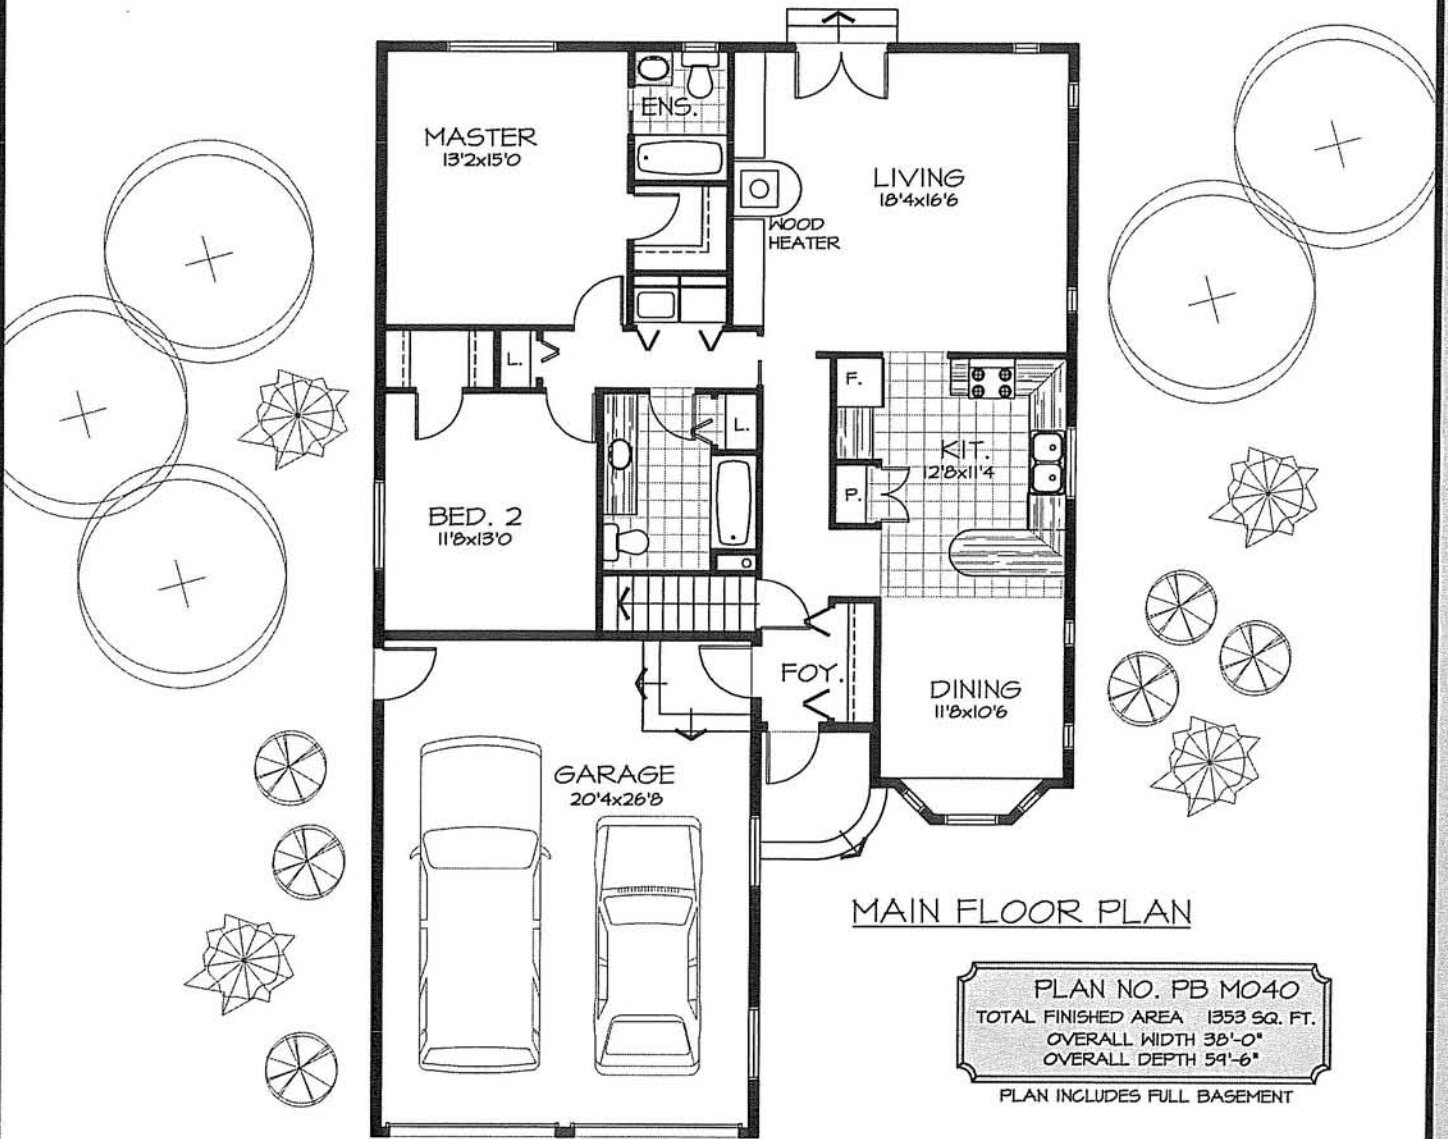 ENS.
MASTER
13'2x15'0
LIVING
18'4x16'6
WOOD
HEATER
L.
F.
L.
KIT.
12'8x11'4
P.
BED. 2
11'8x13'0
FOY.
DINING
11'8x10'6
GARAGE
20'4x26'8
MAIN FLOOR PLAN
PLAN NO. PB M040
TOTAL FINISHED AREA 1353 SQ. FT.
OVERALL WIDTH 38'-0"
OVERALL DEPTH 59'-6"
PLAN INCLUDES FULL BASEMENT